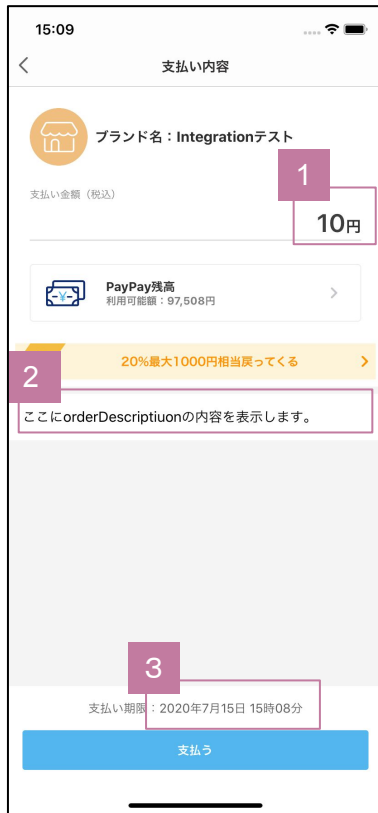 15:09
支払い内容
ブランド名：Integrationテスト
1
支払い金額（税込）
10円
PayPay残高
利用可能額：97,508円
20%最大1000円相当戻ってくる
2
ここにorderDescriptiuonの内容を表示します。
3
支払い期限：2020年7月15日 15時08分
支払う